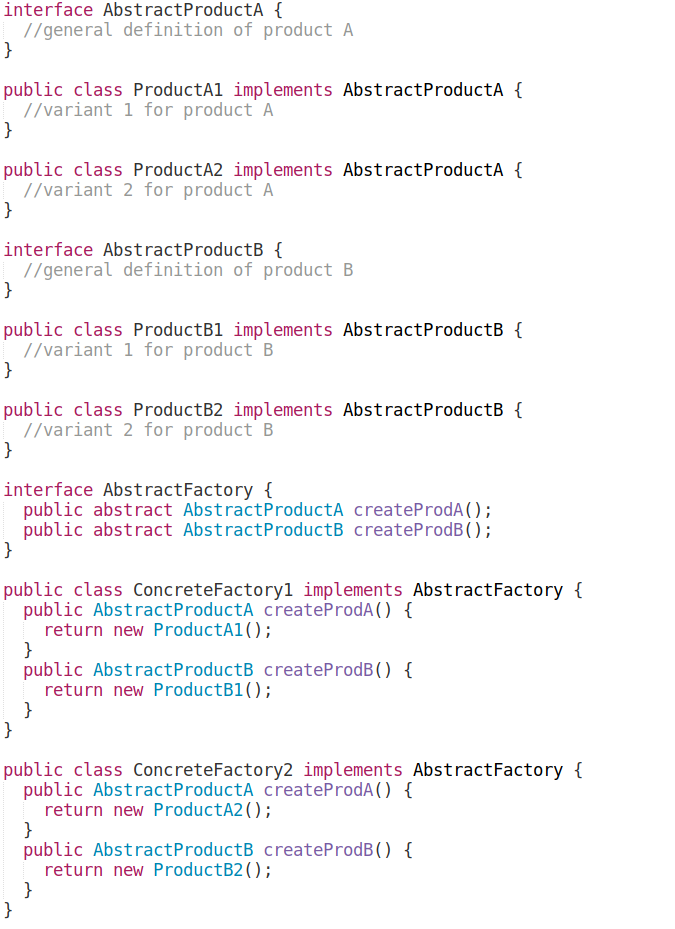 interface AbstractProductA {
//general definition of product A
}
public class ProductA1 implements AbstractProductA {
//variant 1 for product A
}
public class ProductA2 implements AbstractProductA {
//variant 2 for product A
}
interface AbstractProductB {
//general definition of product B
}
public class ProductB1 implements AbstractProductB {
//variant 1 for product B
}
public class ProductB2 implements AbstractProductB {
//variant 2 for product B
}
interface AbstractFactory {
public abstract AbstractProductA createProdA();
public abstract AbstractProductB createProdB();
}
public class ConcreteFactory1 implements AbstractFactory {
public AbstractProductA createProdA() {
return new ProductA1();
}
public AbstractProductB createProdB() {
return new ProductB1();
}
}
public class ConcreteFactory2 implements AbstractFactory {
public AbstractProductA createProdA() {
return new ProductA2();
}
public AbstractProductB createProdB() {
return new ProductB2();
}
}